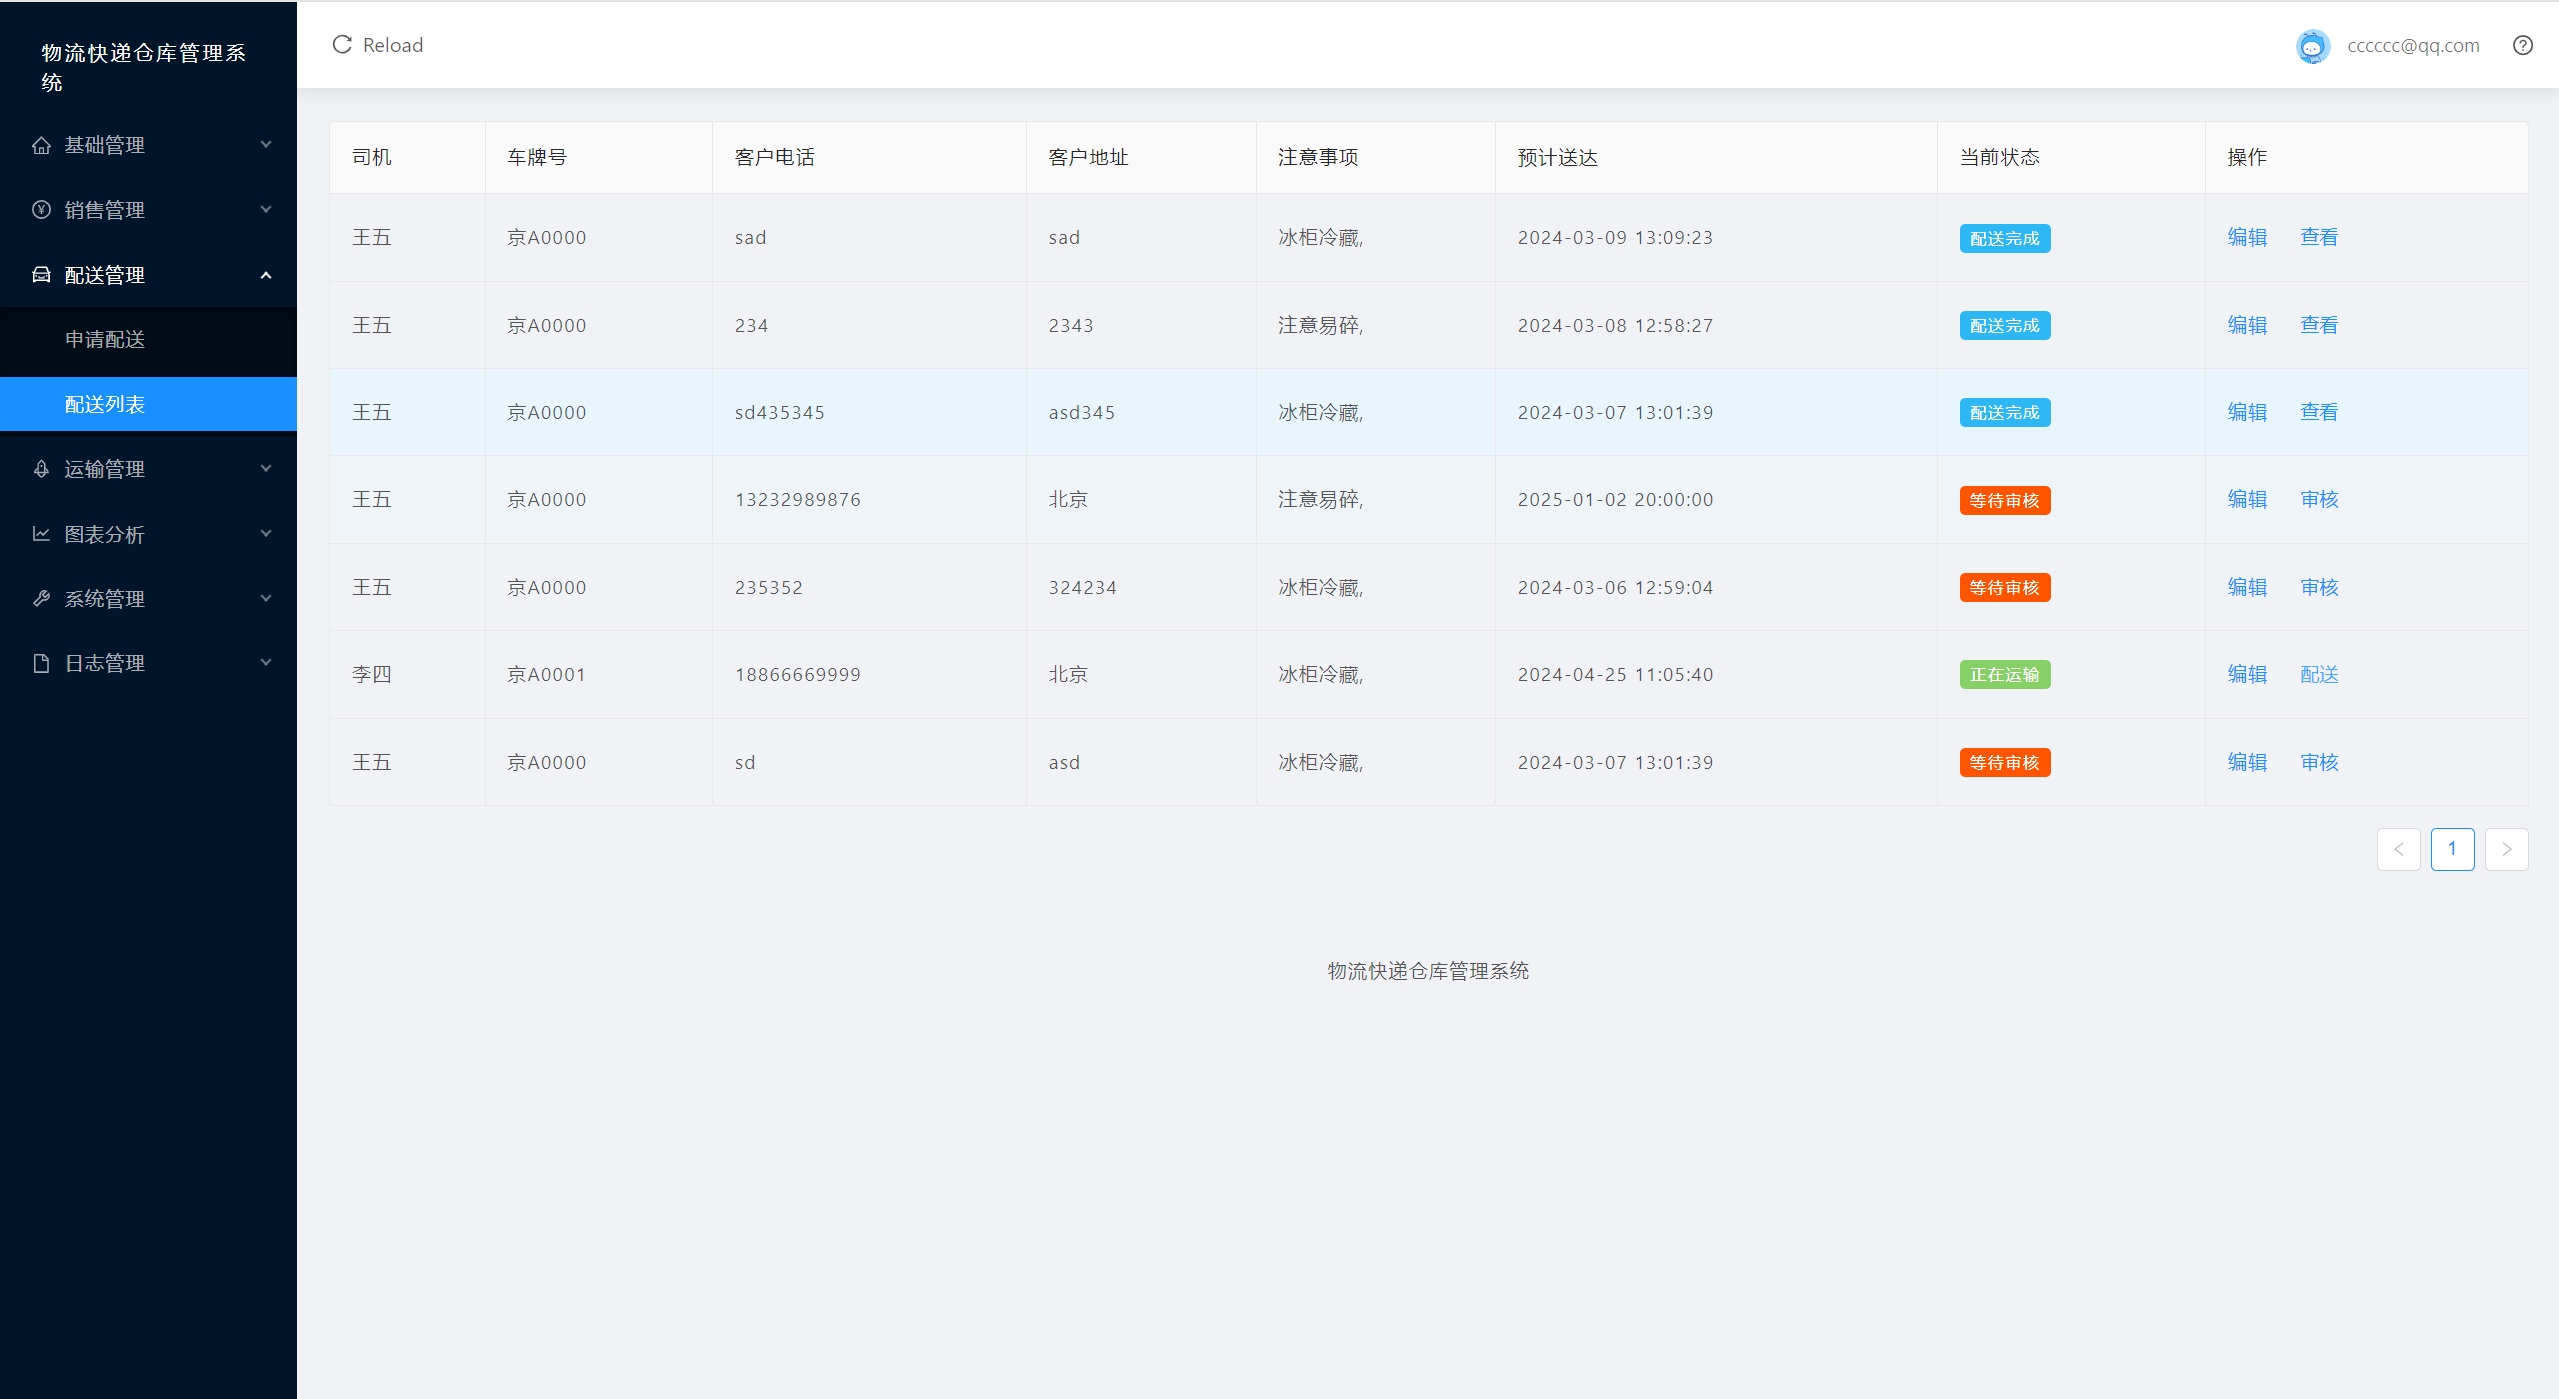 物流快递仓库管理系
统
基础管理
销售管理
配送管理
申请配送
配送列表
运输管理
图表分析
系统管理
日志管理
Reload
cccccc@qq.com
司机 车牌号 客户电话 客户地址 注意事项 预计送达 当前状态 操作
王五 京A0000 sad sad 冰柜冷藏, 2024-03-09 13:09:23 配送完成 编辑 查看
王五 京A0000 234 2343 注意易碎, 2024-03-08 12:58:27 配送完成 编辑 查看
王五 京A0000 sd435345 asd345 冰柜冷藏, 2024-03-07 13:01:39 配送完成 编辑 查看
王五 京A0000 13232989876 北京 注意易碎, 2025-01-02 20:00:00 等待审核 编辑 审核
王五 京A0000 235352 324234 冰柜冷藏, 2024-03-06 12:59:04 等待审核 编辑 审核
李四 京A0001 18866669999 北京 冰柜冷藏, 2024-04-25 11:05:40 正在运输 编辑 配送
王五 京A0000 sd asd 冰柜冷藏, 2024-03-07 13:01:39 等待审核 编辑 审核
1
物流快递仓库管理系统